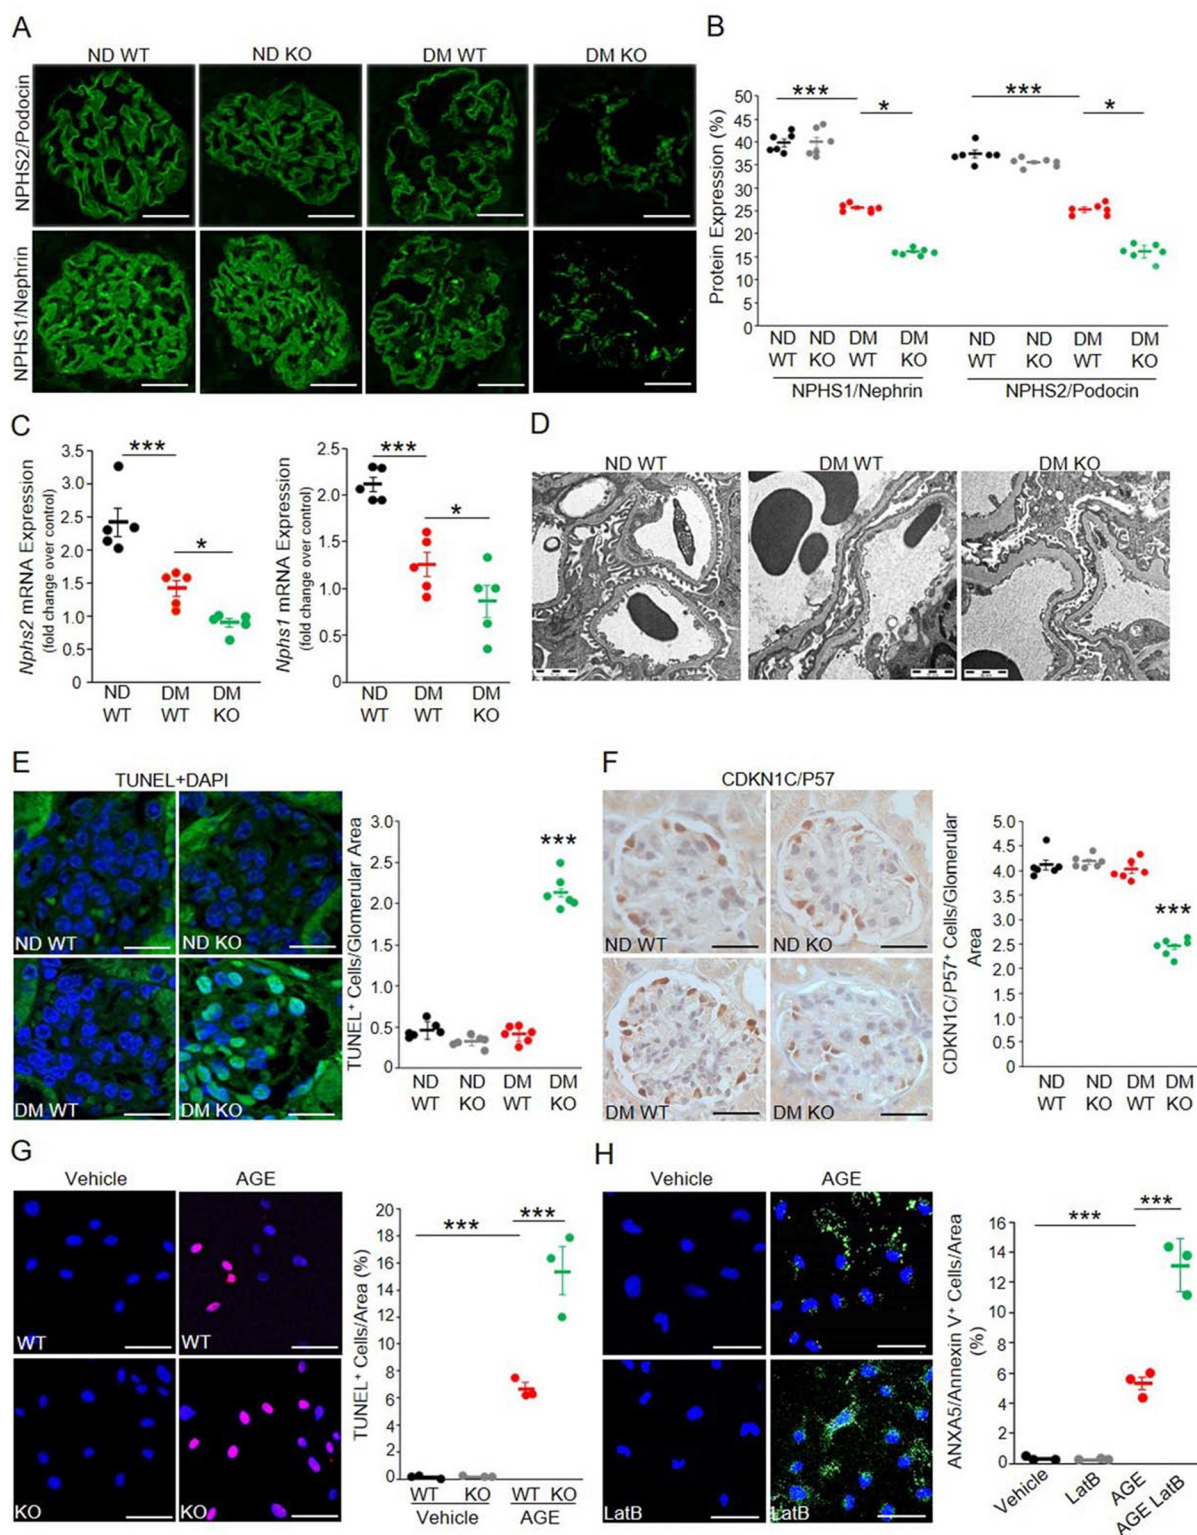 A
ND WT
ND KO
DM WT
DM KO
NPHS2/Podocin
NPHS1/Nephrin
B
Protein Expression (%)
50
45
40
35
30
25
20
15
10
5
0
***
*
***
*
ND WT
ND KO
DM WT
DM KO
ND WT
ND KO
DM WT
DM KO
NPHS1/Nephrin
NPHS2/Podocin
C
Nphs2 mRNA Expression
(fold change over control)
3.5
3.0
2.5
2.0
1.5
1.0
0.5
0
***
*
ND WT
DM WT
DM KO
Nphs1 mRNA Expression
(fold change over control)
2.5
2.0
1.5
1.0
0.5
0
***
*
ND WT
DM WT
DM KO
D
ND WT
DM WT
DM KO
E
TUNEL+DAPI
ND WT
ND KO
DM WT
DM KO
TUNEL+ Cells/Glomerular Area
3.0
2.5
2.0
1.5
1.0
0.5
0
***
ND WT
ND KO
DM WT
DM KO
F
CDKN1C/P57
ND WT
ND KO
DM WT
DM KO
CDKN1C/P57+ Cells/Glomerular
Area
5.0
4.5
4.0
3.5
3.0
2.5
2.0
1.5
1.0
0.5
0
***
ND WT
ND KO
DM WT
DM KO
G
Vehicle
AGE
WT
KO
TUNEL+ Cells/Area (%)
20
18
16
14
12
10
8
6
4
2
0
***
***
WT KO WT KO
Vehicle
AGE
H
Vehicle
AGE
LatB
LatB
ANXA5/Annexin V+ Cells/Area
(%)
16
14
12
10
8
6
4
2
0
***
***
Vehicle
LatB
AGE
AGE LatB